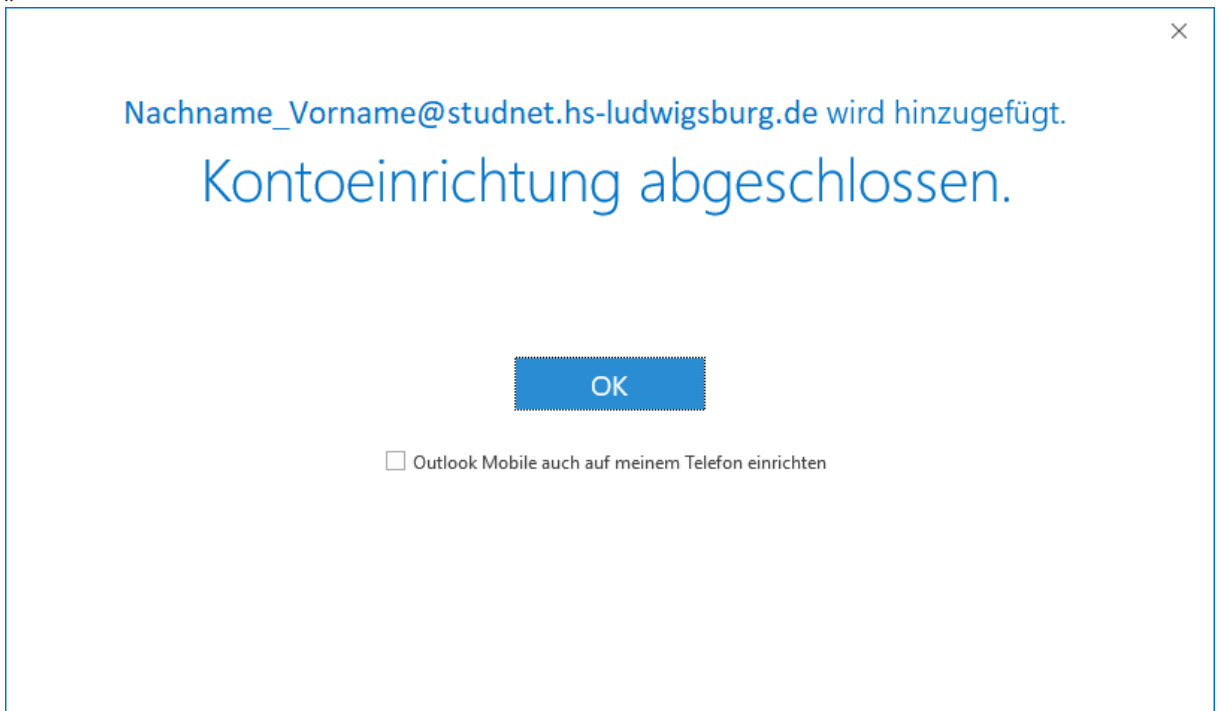 Nachname_Vorname@studnet.hs-ludwigsburg.de wird hinzugefügt.
Kontoeinrichtung abgeschlossen.
OK
Outlook Mobile auch auf meinem Telefon einrichten